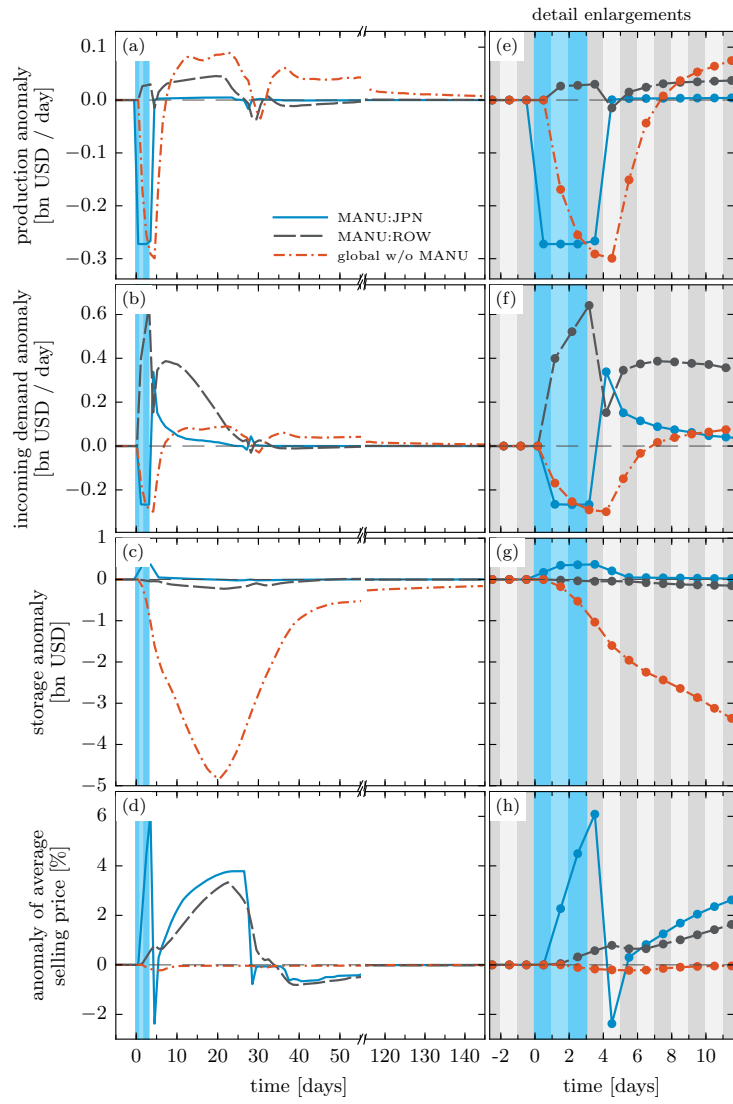 detail enlargements
(a)
(e)
production anomaly
[bn USD / day]
0.1
0.0
−0.1
−0.2
−0.3
MANU:JPN
MANU:ROW
global w/o MANU
(b)
(f)
incoming demand anomaly
[bn USD / day]
0.6
0.4
0.2
0.0
−0.2
(c)
(g)
storage anomaly
[bn USD]
1
0
−1
−2
−3
−4
−5
(d)
(h)
anomaly of average
selling price [%]
6
4
2
0
−2
0 10 20 30 40 50 120 130 140
-2 0 2 4 6 8 10
time [days]
time [days]